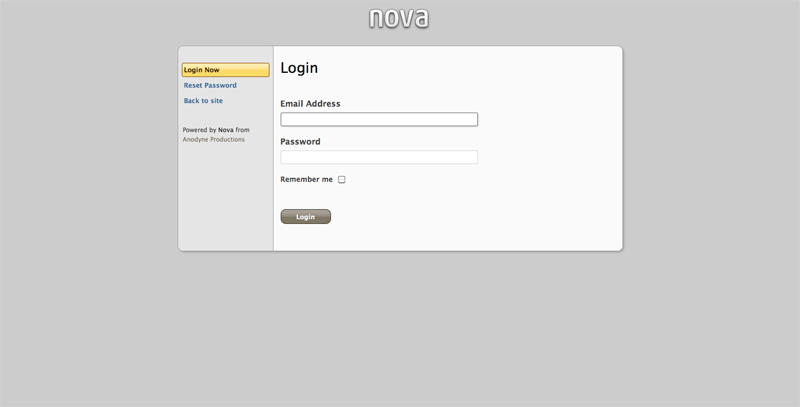 nova
Login Now
Reset Password
Back to site
Powered by Nova from
Anodyne Productions
Login
Email Address
Password
Remember me
Login